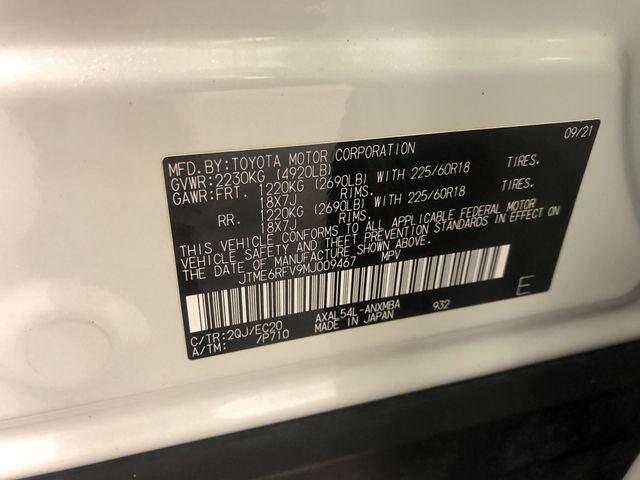 MFD.BY:TOYOTA MOTOR CORPORATION 09/21
GVWR:2230KG (4920LB)
GAWR:FRT. 1220KG (2690LB) WITH 225/60R18 TIRES.
18X7J RIMS.
RR. 1220KG (2690LB) WITH 225/60R18 TIRES.
18X7J RIMS.
THIS VEHICLE CONFORMS TO ALL APPLICABLE FEDERAL MOTOR
VEHICLE SAFETY AND THEFT PREVENTION STANDARDS IN EFFECT ON
THE DATE OF MANUFACTURE SHOWN ABOVE.
JTME6RFV9MJ009467 MPV
C/TR:2QJ/EC20 AXAL54L-ANXMBA 932 E
A/TM: 7P710 MADE IN JAPAN